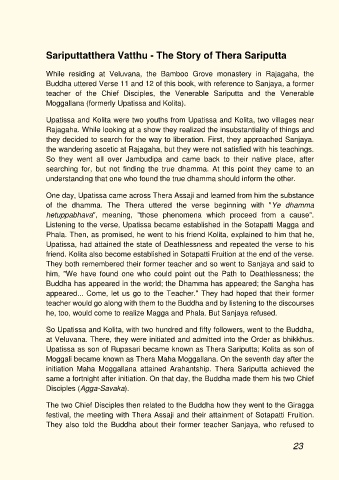 Sariputtatthera Vatthu - The Story of Thera Sariputta
While residing at Veluvana, the Bamboo Grove monastery in Rajagaha, the
Buddha uttered Verse 11 and 12 of this book, with reference to Sanjaya, a former
teacher of the Chief Disciples, the Venerable Sariputta and the Venerable
Moggallana (formerly Upatissa and Kolita).
Upatissa and Kolita were two youths from Upatissa and Kolita, two villages near
Rajagaha. While looking at a show they realized the insubstantiality of things and
they decided to search for the way to liberation. First, they approached Sanjaya.
the wandering ascetic at Rajagaha, but they were not satisfied with his teachings.
So they went all over Jambudipa and came back to their native place, after
searching for, but not finding the true dhamma. At this point they came to an
understanding that one who found the true dhamma should inform the other.
One day, Upatissa came across Thera Assaji and learned from him the substance
of the dhamma. The Thera uttered the verse beginning with "Ye dhamma
hetuppabhava", meaning, "those phenomena which proceed from a cause".
Listening to the verse, Upatissa became established in the Sotapatti Magga and
Phala. Then, as promised, he went to his friend Kolita, explained to him that he,
Upatissa, had attained the state of Deathlessness and repeated the verse to his
friend. Kolita also become established in Sotapatti Fruition at the end of the verse.
They both remembered their former teacher and so went to Sanjaya and said to
him, "We have found one who could point out the Path to Deathlessness; the
Buddha has appeared in the world; the Dhamma has appeared; the Sangha has
appeared... Come, let us go to the Teacher." They had hoped that their former
teacher would go along with them to the Buddha and by listening to the discourses
he, too, would come to realize Magga and Phala. But Sanjaya refused.
So Upatissa and Kolita, with two hundred and fifty followers, went to the Buddha,
at Veluvana. There, they were initiated and admitted into the Order as bhikkhus.
Upatissa as son of Rupasari became known as Thera Sariputta; Kolita as son of
Moggali became known as Thera Maha Moggallana. On the seventh day after the
initiation Maha Moggallana attained Arahantship. Thera Sariputta achieved the
same a fortnight after initiation. On that day, the Buddha made them his two Chief
Disciples (Agga-Savaka).
The two Chief Disciples then related to the Buddha how they went to the Giragga
festival, the meeting with Thera Assaji and their attainment of Sotapatti Fruition.
They also told the Buddha about their former teacher Sanjaya, who refused to
23